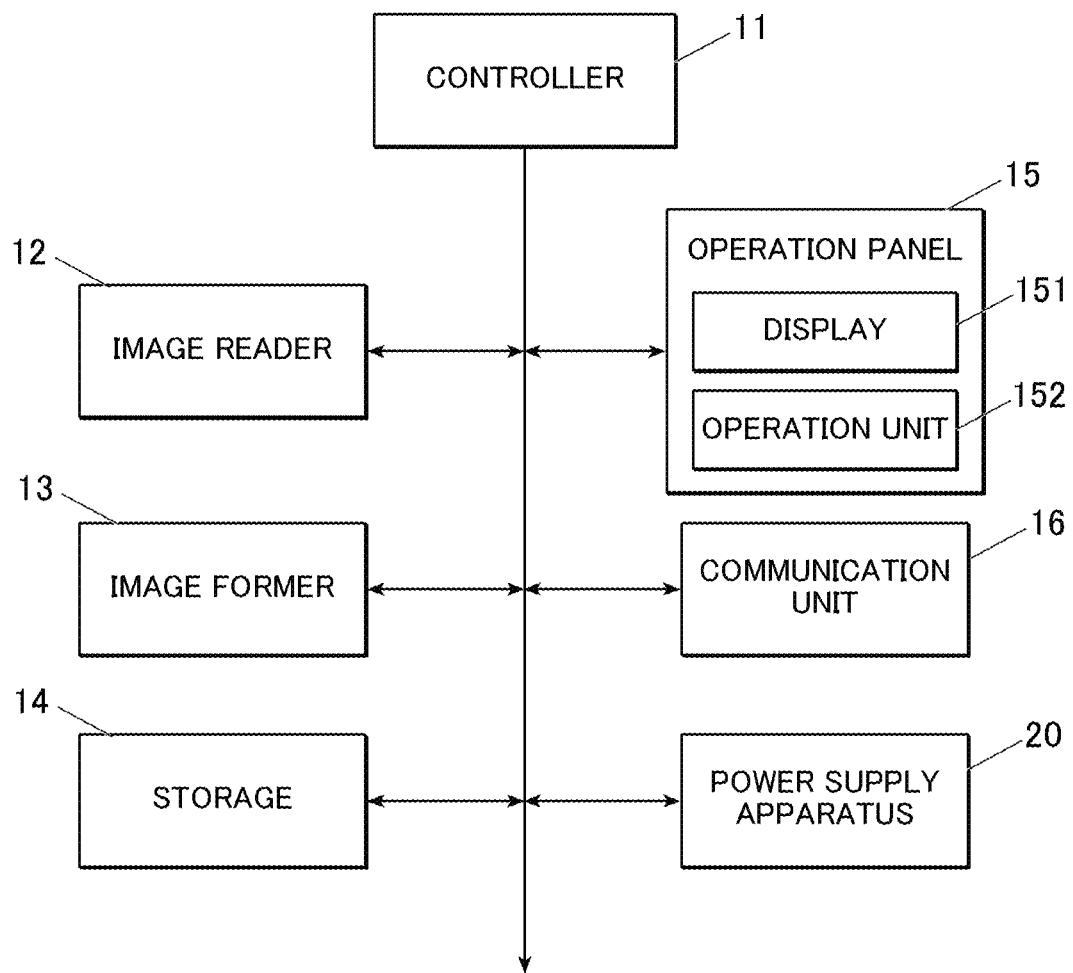 11
CONTROLLER
15
OPERATION PANEL
12
151
IMAGE READER
DISPLAY
152
OPERATION UNIT
13
16
IMAGE FORMER
COMMUNICATION
UNIT
14
20
STORAGE
POWER SUPPLY
APPARATUS